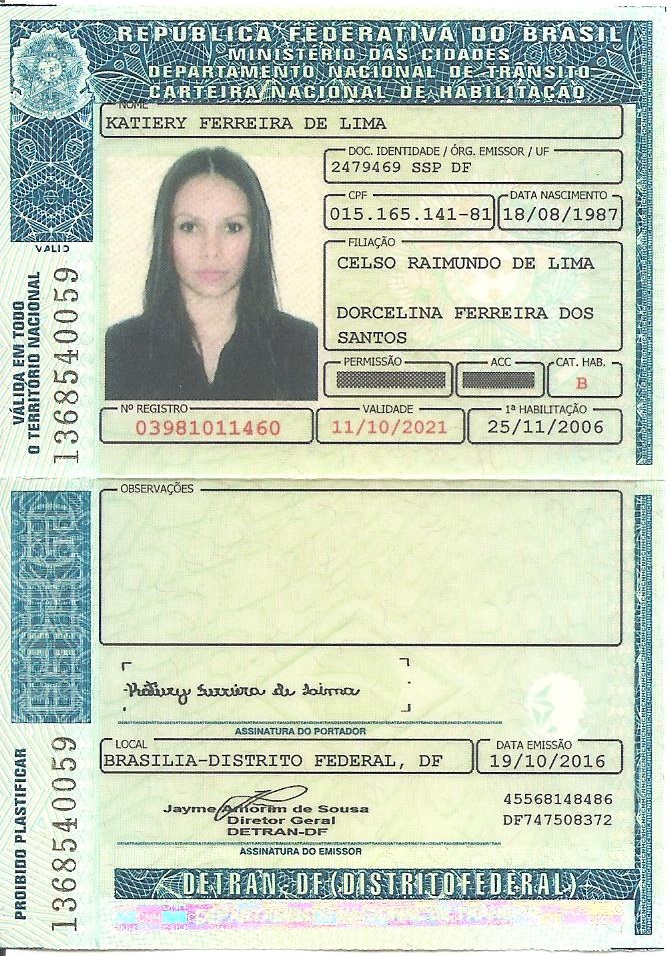 REPÚBLICA FEDERATIVA DO BRASIL
MINISTÉRIO DAS CIDADES
DEPARTAMENTO NACIONAL DE TRÂNSITO
CARTEIRA NACIONAL DE HABILITAÇÃO
NOME
KATIERY FERREIRA DE LIMA
DOC. IDENTIDADE / ÓRG. EMISSOR / UF
2479469 SSP DF
CPF DATA NASCIMENTO
015.165.141-81 18/08/1987
FILIAÇÃO
CELSO RAIMUNDO DE LIMA
DORCELINA FERREIRA DOS
SANTOS
PERMISSÃO ACC CAT. HAB.
B
Nº REGISTRO VALIDADE 1ª HABILITAÇÃO
03981011460 11/10/2021 25/11/2006
VALID
VÁLIDA EM TODO
O TERRITÓRIO NACIONAL
1368540059
OBSERVAÇÕES
Katiery Ferreira de Lima
ASSINATURA DO PORTADOR
LOCAL DATA EMISSÃO
BRASILIA-DISTRITO FEDERAL, DF 19/10/2016
45568148486
DF747508372
Jayme Amorim de Sousa
Diretor Geral
DETRAN-DF
ASSINATURA DO EMISSOR
PROIBIDO PLASTIFICAR
1368540059
DETRAN-DF(DISTRITO FEDERAL)